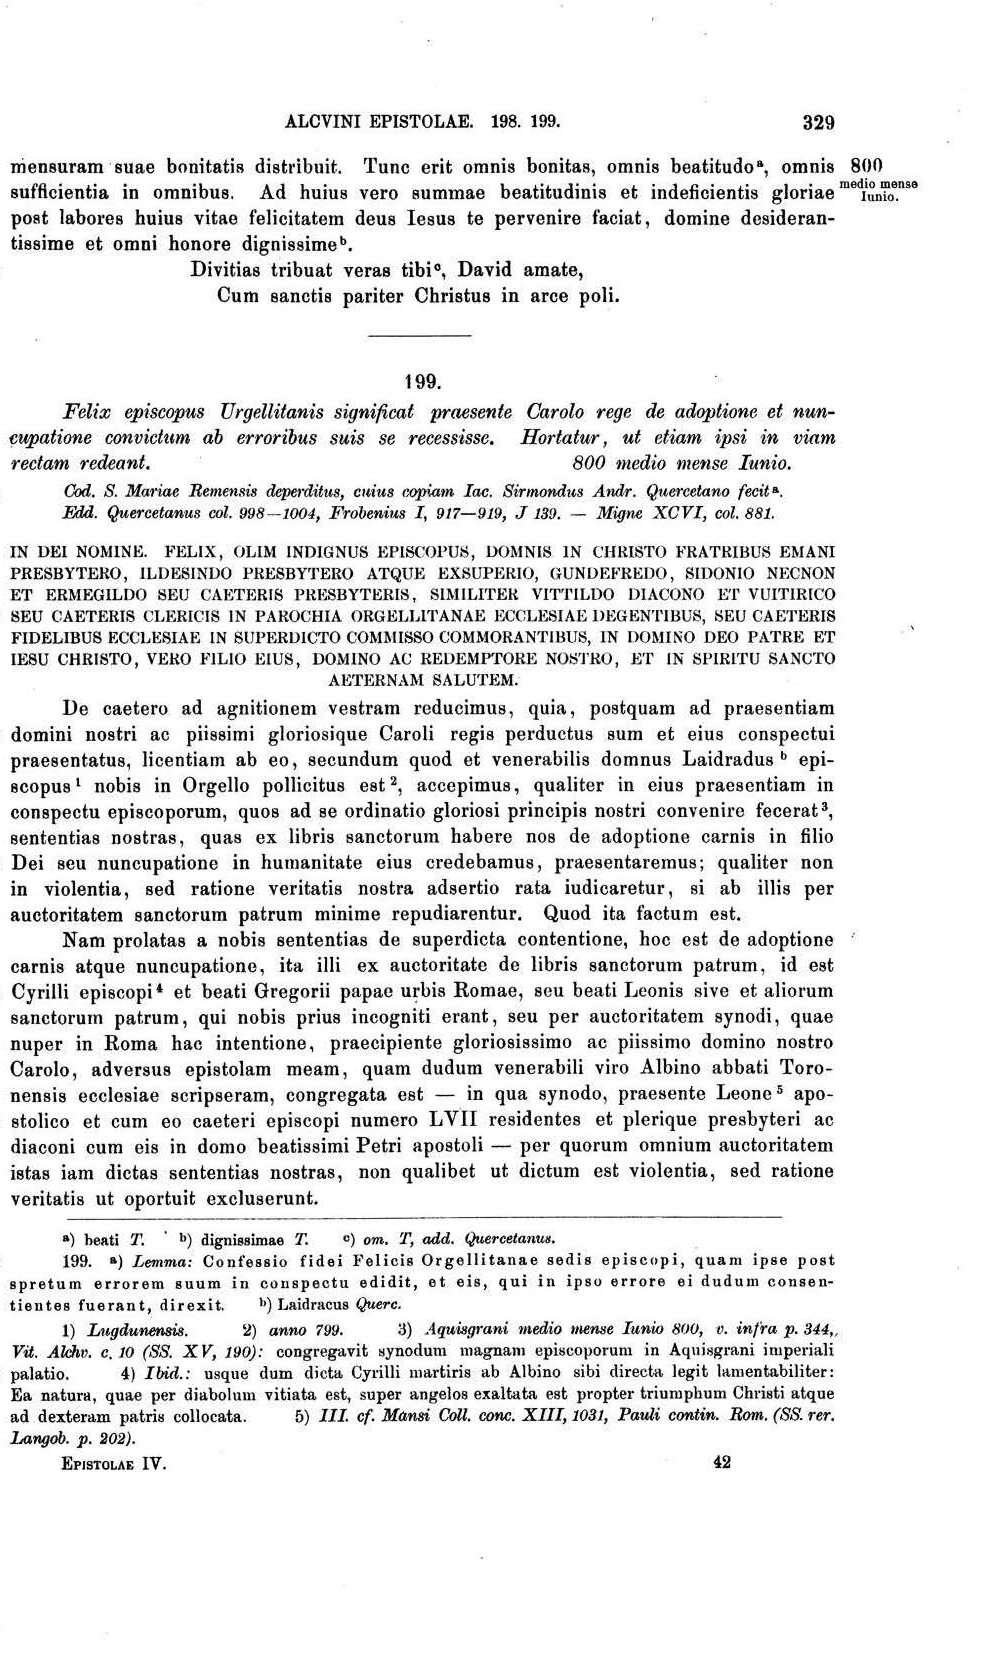 ALCVINI EPISTOLAE. 198. 199. 329
mensuram suae bonitatis distribuit. Tunc erit omnis bonitas, omnis beatitudo a, omnis 800
sufficientia in omnibus. Ad huius vero summae beatitudinis et indeficientis gloriae medio mense Iunio.
post labores huius vitae felicitatem deus Iesus te pervenire faciat, domine desideran-
tissime et omni honore dignissime b.
Divitias tribuat veras tibi c, David amate,
Cum sanctis pariter Christus in arce poli.
199.
Felix episcopus Urgellitanis significat praesente Carolo rege de adoptione et nun-
cupatione convictum ab erroribus suis se recessisse. Hortatur, ut etiam ipsi in viam
rectam redeant. 800 medio mense Iunio.
Cod. S. Mariae Remensis deperditus, cuius copiam Iac. Sirmondus Andr. Quercetano fecit a.
Edd. Quercetanus col. 998—1004, Frobenius I, 917—919, J 139. — Migne XCVI, col. 881.
IN DEI NOMINE. FELIX, OLIM INDIGNUS EPISCOPUS, DOMNIS IN CHRISTO FRATRIBUS EMANI
PRESBYTERO, ILDESINDO PRESBYTERO ATQUE EXSUPERIO, GUNDEFREDO, SIDONIO NECNON
ET ERMEGILDO SEU CAETERIS PRESBYTERIS, SIMILITER VITTILDO DIACONO ET VUITIRICO
SEU CAETERIS CLERICIS IN PAROCHIA ORGELLITANAE ECCLESIAE DEGENTIBUS, SEU CAETERIS
FIDELIBUS ECCLESIAE IN SUPERDICTO COMMISSO COMMORANTIBUS, IN DOMINO DEO PATRE ET
IESU CHRISTO, VERO FILIO EIUS, DOMINO AC REDEMPTORE NOSTRO, ET IN SPIRITU SANCTO
AETERNAM SALUTEM.
De caetero ad agnitionem vestram reducimus, quia, postquam ad praesentiam
domini nostri ac piissimi gloriosique Caroli regis perductus sum et eius conspectui
praesentatus, licentiam ab eo, secundum quod et venerabilis domnus Laidradus b epi-
scopus 1 nobis in Orgello pollicitus est 2, accepimus, qualiter in eius praesentiam in
conspectu episcoporum, quos ad se ordinatio gloriosi principis nostri convenire fecerat 3,
sententias nostras, quas ex libris sanctorum habere nos de adoptione carnis in filio
Dei seu nuncupatione in humanitate eius credebamus, praesentaremus; qualiter non
in violentia, sed ratione veritatis nostra adsertio rata iudicaretur, si ab illis per
auctoritatem sanctorum patrum minime repudiarentur. Quod ita factum est.
Nam prolatas a nobis sententias de superdicta contentione, hoc est de adoptione
carnis atque nuncupatione, ita illi ex auctoritate de libris sanctorum patrum, id est
Cyrilli episcopi 4 et beati Gregorii papae urbis Romae, seu beati Leonis sive et aliorum
sanctorum patrum, qui nobis prius incogniti erant, seu per auctoritatem synodi, quae
nuper in Roma hac intentione, praecipiente gloriosissimo ac piissimo domino nostro
Carolo, adversus epistolam meam, quam dudum venerabili viro Albino abbati Toro-
nensis ecclesiae scripseram, congregata est — in qua synodo, praesente Leone 5 apo-
stolico et cum eo caeteri episcopi numero LVII residentes et plerique presbyteri ac
diaconi cum eis in domo beatissimi Petri apostoli — per quorum omnium auctoritatem
istas iam dictas sententias nostras, non qualibet ut dictum est violentia, sed ratione
veritatis ut oportuit excluserunt.
a) beati T. b) dignissimae T. c) om. T, add. Quercetanus.
199. a) Lemma: Confessio fidei Felicis Orgellitanae sedis episcopi, quam ipse post
spretum errorem suum in conspectu edidit, et eis, qui in ipso errore ei dudum consen-
tientes fuerant, direxit. b) Laidracus Querc.
1) Lugdunensis. 2) anno 799. 3) Aquisgrani medio mense Iunio 800, v. infra p. 344,
Vit. Alchv. c. 10 (SS. XV, 190): congregavit synodum magnam episcoporum in Aquisgrani imperiali
palatio. 4) Ibid.: usque dum dicta Cyrilli martiris ab Albino sibi directa legit lamentabiliter:
Ea natura, quae per diabolum vitiata est, super angelos exaltata est propter triumphum Christi atque
ad dexteram patris collocata. 5) III. cf. Mansi Coll. conc. XIII, 1031, Pauli contin. Rom. (SS. rer.
Langob. p. 202).
EPISTOLAE IV. 42